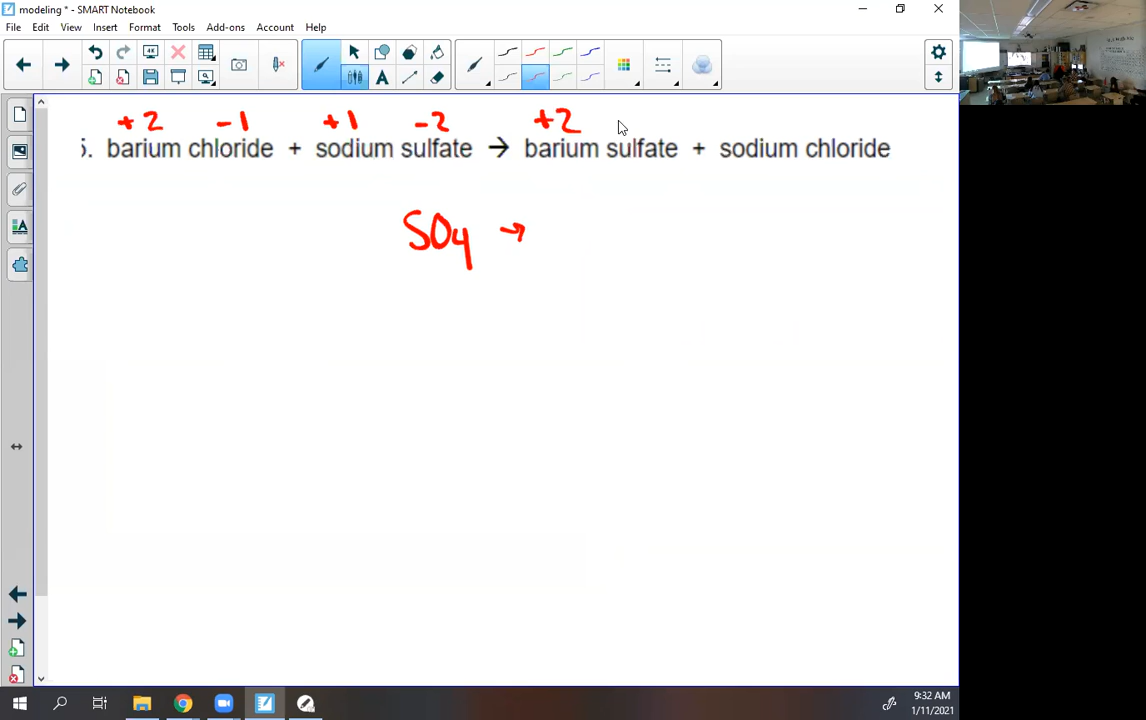 modeling * - SMART Notebook
File Edit View Insert Format Tools Add-ons Account Help
+2 -1 +1 -2 +2
5. barium chloride + sodium sulfate → barium sulfate + sodium chloride
SO4 →
9:32 AM
1/11/2021